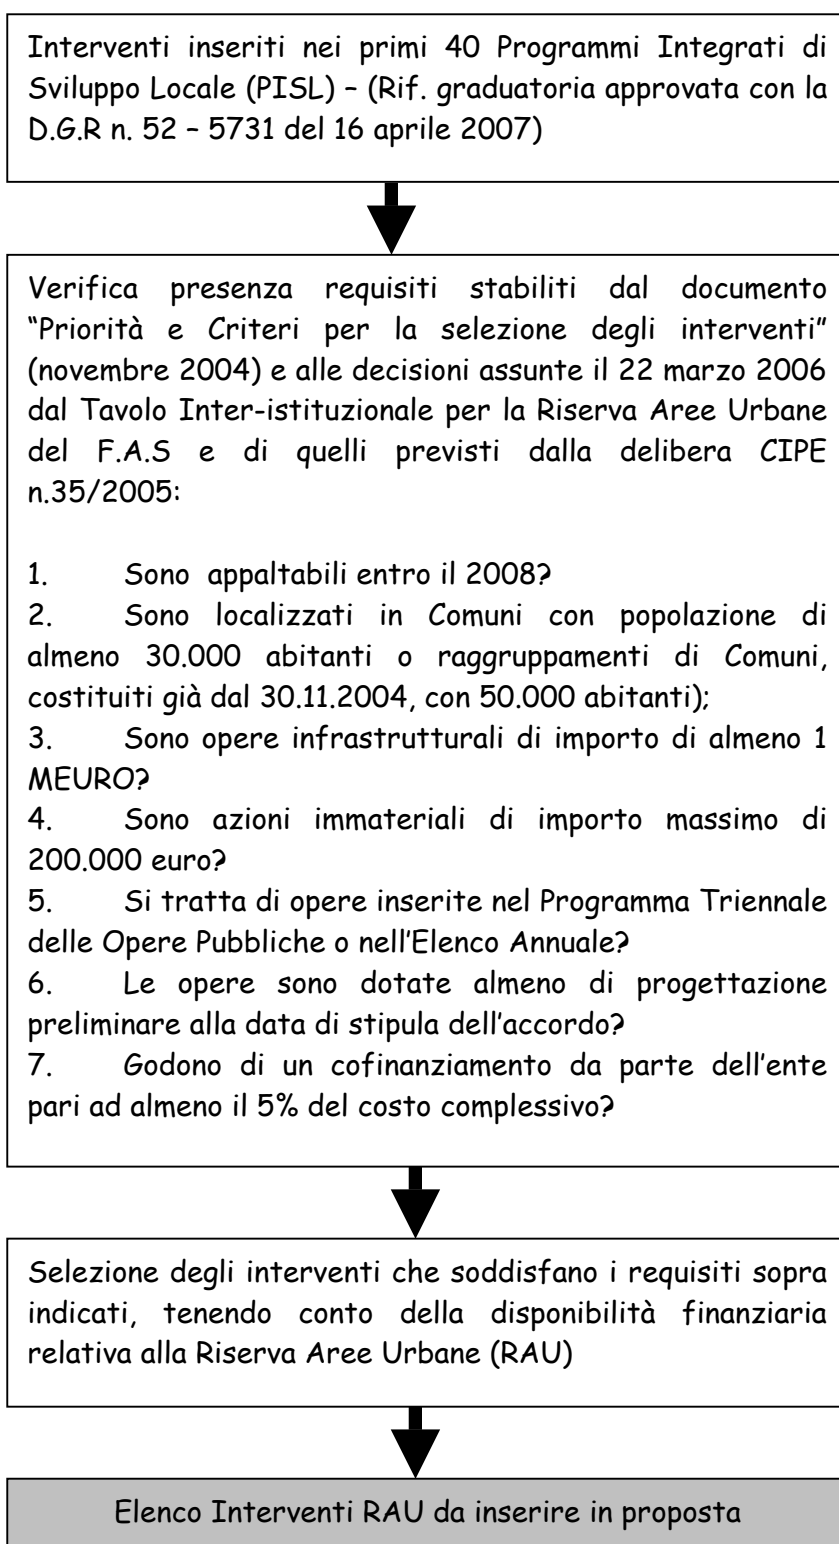 Interventi inseriti nei primi 40 Programmi Integrati di
Sviluppo Locale (PISL) – (Rif. graduatoria approvata con la
D.G.R n. 52 – 5731 del 16 aprile 2007)
Verifica presenza requisiti stabiliti dal documento
“Priorità e Criteri per la selezione degli interventi”
(novembre 2004) e alle decisioni assunte il 22 marzo 2006
dal Tavolo Inter-istituzionale per la Riserva Aree Urbane
del F.A.S e di quelli previsti dalla delibera CIPE
n.35/2005:
1. Sono appaltabili entro il 2008?
2. Sono localizzati in Comuni con popolazione di
almeno 30.000 abitanti o raggruppamenti di Comuni,
costituiti già dal 30.11.2004, con 50.000 abitanti);
3. Sono opere infrastrutturali di importo di almeno 1
MEURO?
4. Sono azioni immateriali di importo massimo di
200.000 euro?
5. Si tratta di opere inserite nel Programma Triennale
delle Opere Pubbliche o nell’Elenco Annuale?
6. Le opere sono dotate almeno di progettazione
preliminare alla data di stipula dell’accordo?
7. Godono di un cofinanziamento da parte dell’ente
pari ad almeno il 5% del costo complessivo?
Selezione degli interventi che soddisfano i requisiti sopra
indicati, tenendo conto della disponibilità finanziaria
relativa alla Riserva Aree Urbane (RAU)
Elenco Interventi RAU da inserire in proposta